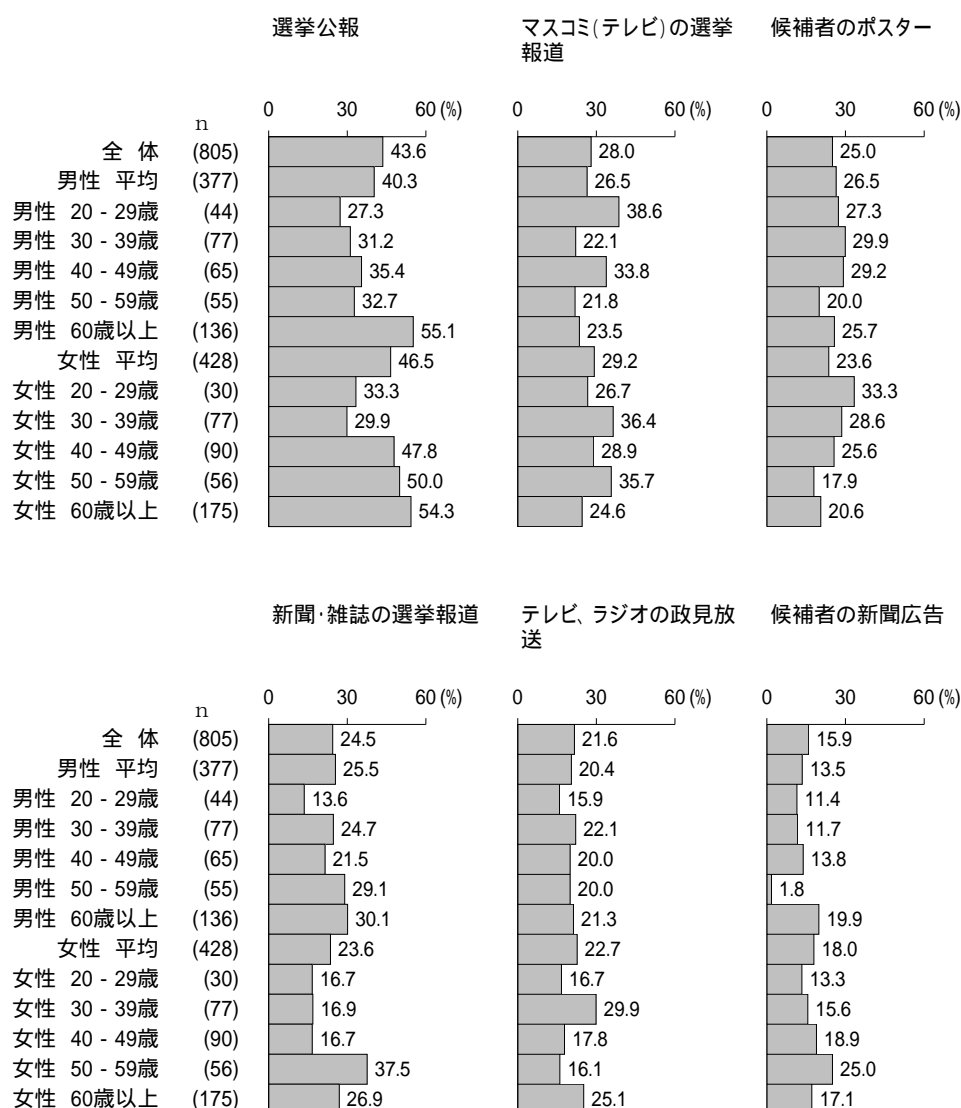 選挙公報 マスコミ(テレビ)の選挙報道 候補者のポスター
0 30 60 (%) 0 30 60 (%) 0 30 60 (%)
n
全 体 (805) 43.6 28.0 25.0
男性 平均 (377) 40.3 26.5 26.5
男性 20 - 29歳 (44) 27.3 38.6 27.3
男性 30 - 39歳 (77) 31.2 22.1 29.9
男性 40 - 49歳 (65) 35.4 33.8 29.2
男性 50 - 59歳 (55) 32.7 21.8 20.0
男性 60歳以上 (136) 55.1 23.5 25.7
女性 平均 (428) 46.5 29.2 23.6
女性 20 - 29歳 (30) 33.3 26.7 33.3
女性 30 - 39歳 (77) 29.9 36.4 28.6
女性 40 - 49歳 (90) 47.8 28.9 25.6
女性 50 - 59歳 (56) 50.0 35.7 17.9
女性 60歳以上 (175) 54.3 24.6 20.6
新聞・雑誌の選挙報道 テレビ、ラジオの政見放送 候補者の新聞広告
0 30 60 (%) 0 30 60 (%) 0 30 60 (%)
n
全 体 (805) 24.5 21.6 15.9
男性 平均 (377) 25.5 20.4 13.5
男性 20 - 29歳 (44) 13.6 15.9 11.4
男性 30 - 39歳 (77) 24.7 22.1 11.7
男性 40 - 49歳 (65) 21.5 20.0 13.8
男性 50 - 59歳 (55) 29.1 20.0 1.8
男性 60歳以上 (136) 30.1 21.3 19.9
女性 平均 (428) 23.6 22.7 18.0
女性 20 - 29歳 (30) 16.7 16.7 13.3
女性 30 - 39歳 (77) 16.9 29.9 15.6
女性 40 - 49歳 (90) 16.7 17.8 18.9
女性 50 - 59歳 (56) 37.5 16.1 25.0
女性 60歳以上 (175) 26.9 25.1 17.1